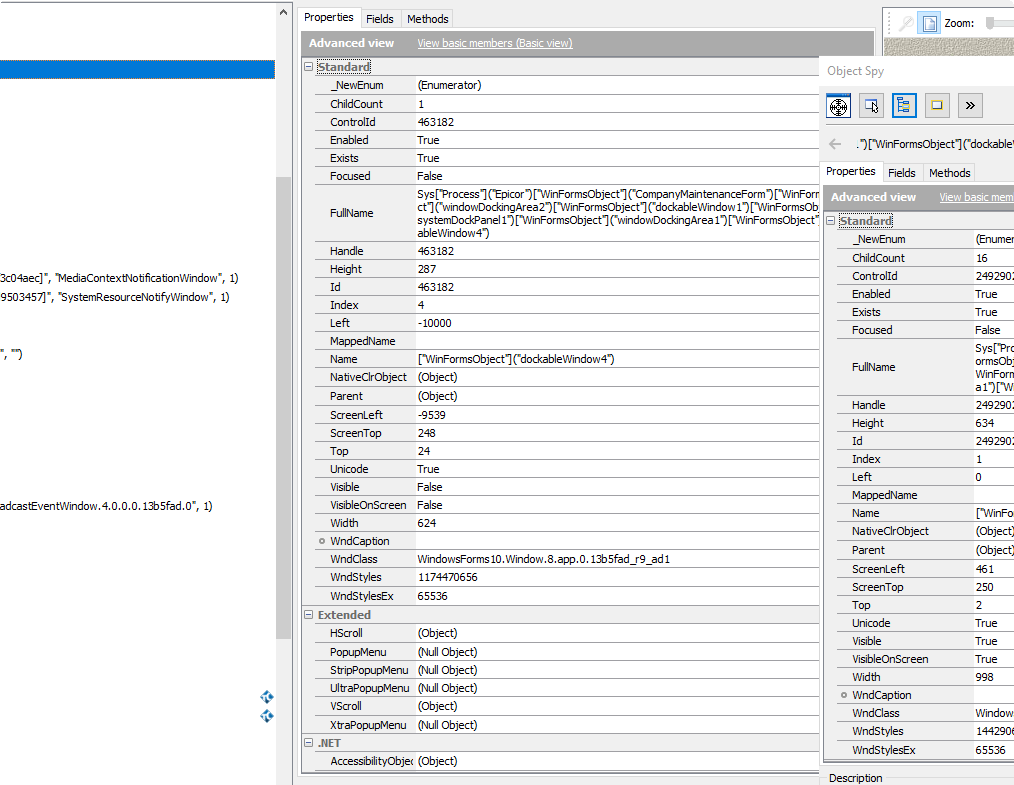 3c04aec]", "MediaContextNotificationWindow", 1)
9503457]", "SystemResourceNotifyWindow", 1)
", "")
adcastEventWindow.4.0.0.0.13b5fad.0", 1)
Properties Fields Methods
Advanced view View basic members (Basic view)
Standard
_NewEnum (Enumerator)
ChildCount 1
ControlId 463182
Enabled True
Exists True
Focused False
FullName
Sys["Process"]("Epicor")["WinFormsObject"]("CompanyMaintenanceForm")["WinForm
ct"]("windowDockingArea2")["WinFormsObject"]("dockableWindow1")["WinFormsOb
systemDockPanel1")["WinFormsObject"]("windowDockingArea1")["WinFormsObject"
ableWindow4")
Handle 463182
Height 287
Id 463182
Index 4
Left -10000
MappedName
Name ["WinFormsObject"]("dockableWindow4")
NativeClrObject (Object)
Parent (Object)
ScreenLeft -9539
ScreenTop 248
Top 24
Unicode True
Visible False
VisibleOnScreen False
Width 624
WndCaption
WndClass WindowsForms10.Window.8.app.0.13b5fad_r9_ad1
WndStyles 1174470656
WndStylesEx 65536
Extended
HScroll (Object)
PopupMenu (Null Object)
StripPopupMenu (Null Object)
UltraPopupMenu (Null Object)
VScroll (Object)
XtraPopupMenu (Null Object)
.NET
AccessibilityObjec (Object)
Zoom:
Object Spy
.")["WinFormsObject"]("dockableW
Properties Fields Methods
Advanced view View basic mem
Standard
_NewEnum (Enumer
ChildCount 16
ControlId 2492902
Enabled True
Exists True
Focused False
FullName
Sys["Proc
ormsObj
WinForm
a1")["Wi
Handle 2492902
Height 634
Id 2492902
Index 1
Left 0
MappedName
Name ["WinFo
NativeClrObject (Object)
Parent (Object)
ScreenLeft 461
ScreenTop 250
Top 2
Unicode True
Visible True
VisibleOnScreen True
Width 998
WndCaption
WndClass Window
WndStyles 1442906
WndStylesEx 65536
Description